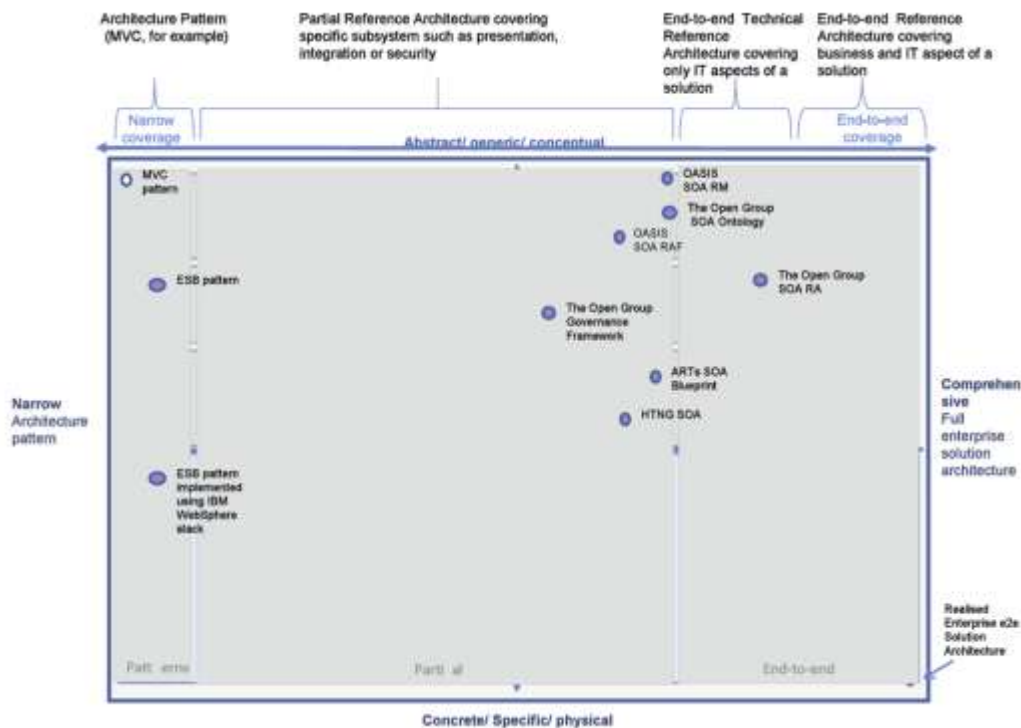 Architecture Pattern
(MVC, for example)
Partial Reference Architecture covering
specific subsystem such as presentation,
integration or security
End-to-end Technical
Reference
Architecture covering
only IT aspects of a
solution
End-to-end Reference
Architecture covering
business and IT aspect of a
solution
Narrow
coverage
End-to-end
coverage
Abstract/ generic/ conceptual
MVC
pattern
OASIS
SOA RM
The Open Group
SOA Ontology
OASIS
SOA RAF
ESB pattern
The Open Group
SOA RA
The Open Group
Governance
Framework
ARTs SOA
Blueprint
HTNG SOA
Narrow
Architecture
pattern
Comprehen
sive
Full
enterprise
solution
architecture
ESB pattern
implemented
using IBM
WebSphere
stack
Realised
Enterprise e2e
Solution
Architecture
Patt erns
Parti al
End-to-end
Concrete/ Specific/ physical